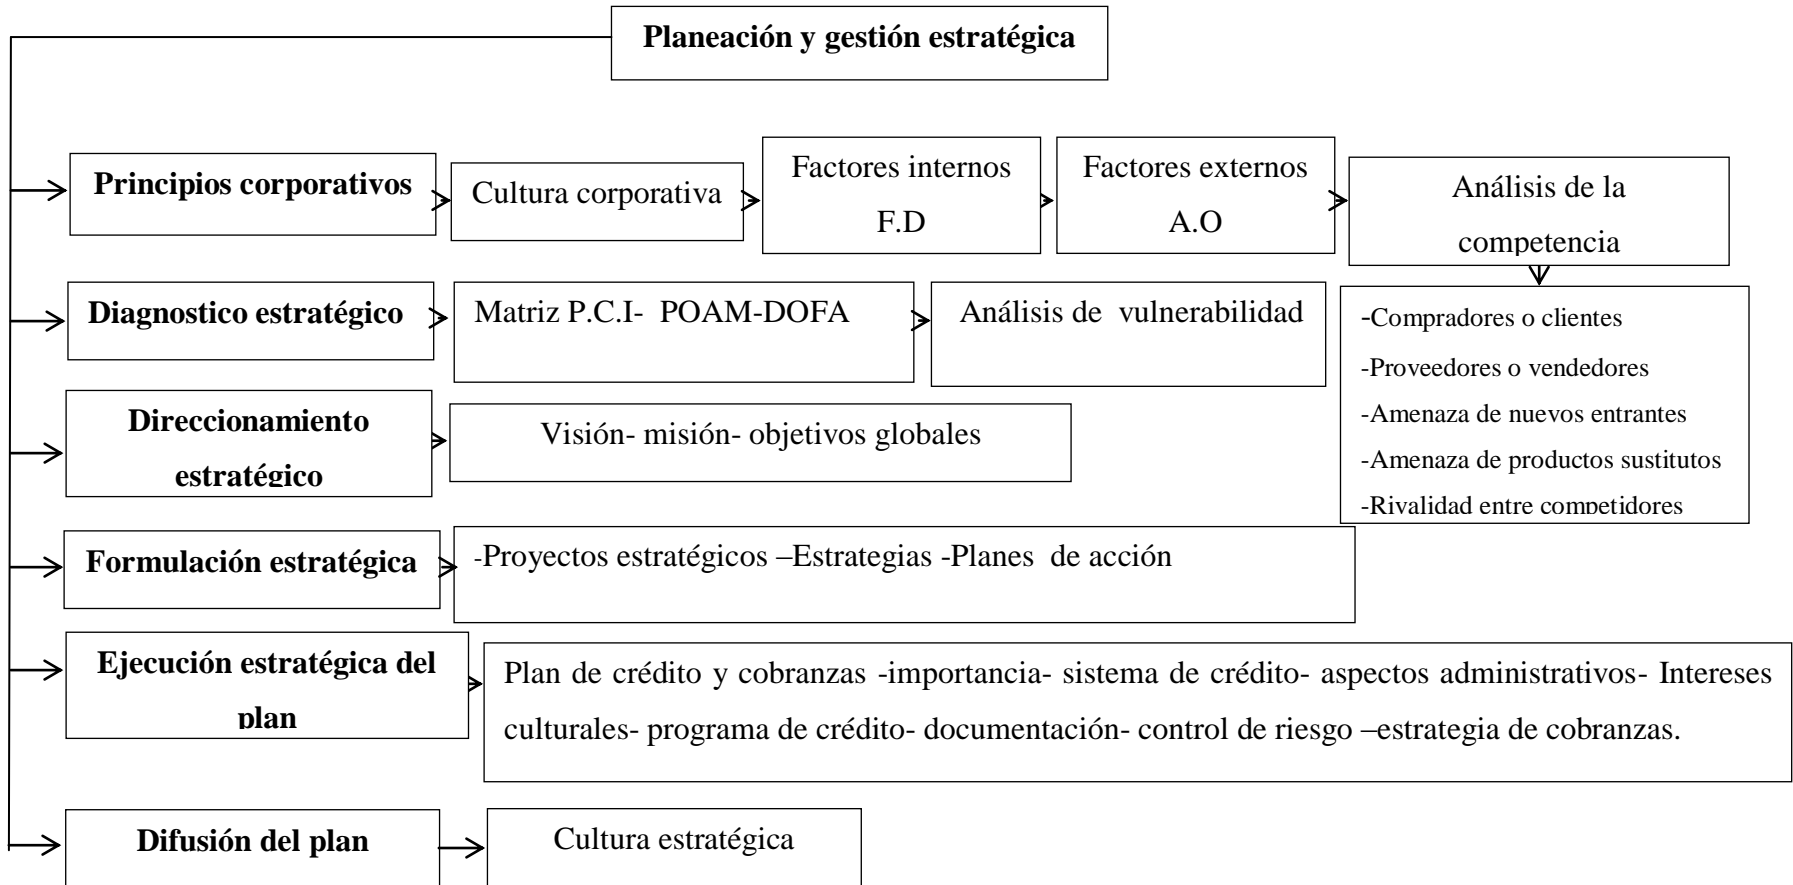 Planeación y gestión estratégica
Principios corporativos
Cultura corporativa
Factores internos
F.D
Factores externos
A.O
Análisis de la
competencia
-Compradores o clientes
-Proveedores o vendedores
-Amenaza de nuevos entrantes
-Amenaza de productos sustitutos
-Rivalidad entre competidores
Diagnostico estratégico
Matriz P.C.I- POAM-DOFA
Análisis de vulnerabilidad
Direccionamiento
estratégico
Visión- misión- objetivos globales
Formulación estratégica
-Proyectos estratégicos –Estrategias -Planes de acción
Ejecución estratégica del
plan
Plan de crédito y cobranzas -importancia- sistema de crédito- aspectos administrativos- Intereses
culturales- programa de crédito- documentación- control de riesgo –estrategia de cobranzas.
Difusión del plan
Cultura estratégica